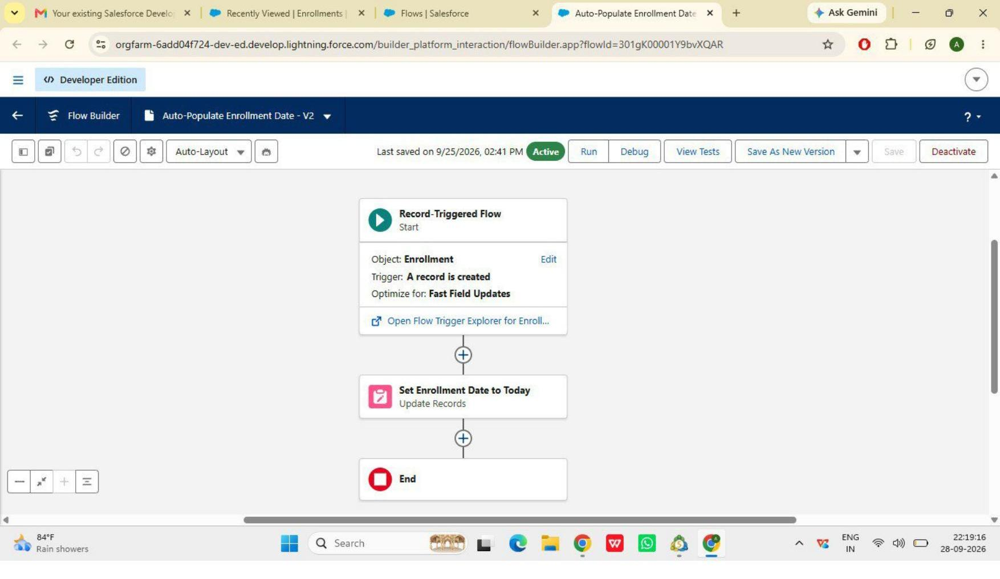 Your existing Salesforce Develo
Recently Viewed | Enrollments |
Flows | Salesforce
Auto-Populate Enrollment Date
Ask Gemini
orgfarm-6add04f724-dev-ed.develop.lightning.force.com/builder_platform_interaction/flowBuilder.app?flowId=301gK00001Y9bvXQAR
A
</> Developer Edition
Flow Builder
Auto-Populate Enrollment Date - V2
?
Auto-Layout
Last saved on 9/25/2026, 02:41 PM
Active
Run
Debug
View Tests
Save As New Version
Save
Deactivate
Record-Triggered Flow
Start
Object: Enrollment
Edit
Trigger: A record is created
Optimize for: Fast Field Updates
Open Flow Trigger Explorer for Enroll...
Set Enrollment Date to Today
Update Records
End
84°F
Rain showers
Search
ENG
IN
22:19:16
28-09-2026